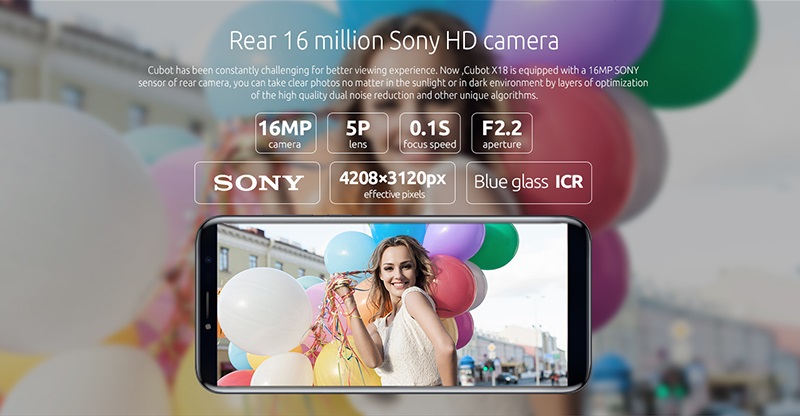 Rear 16 million Sony HD camera
Cubot has been constantly challenging for better viewing experience. Now ,Cubot X18 is equipped with a 16MP SONY
sensor of rear camera, you can take clear photos no matter in the sunlight or in dark environment by layers of optimization
of the high quality dual noise reduction and other unique algorithms.
16MP 5P 0.1S F2.2
camera lens focus speed aperture
SONY 4208×3120px Blue glass ICR
effective pixels